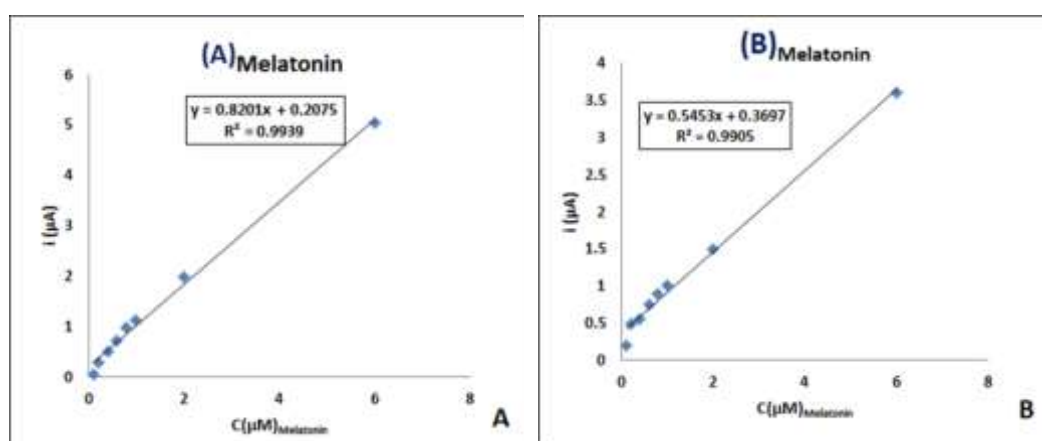 (A)Melatonin
6
y = 0.8201x + 0.2075
R² = 0.9939
5
4
3
2
1
0
i (µA)
0 2 4 6 8
C(µM)Melatonin
A
(B)Melatonin
4
3.5
y = 0.5453x + 0.3697
R² = 0.9905
3
2.5
2
1.5
1
0.5
0
i (µA)
0 2 4 6 8
C(µM)Melatonin
B